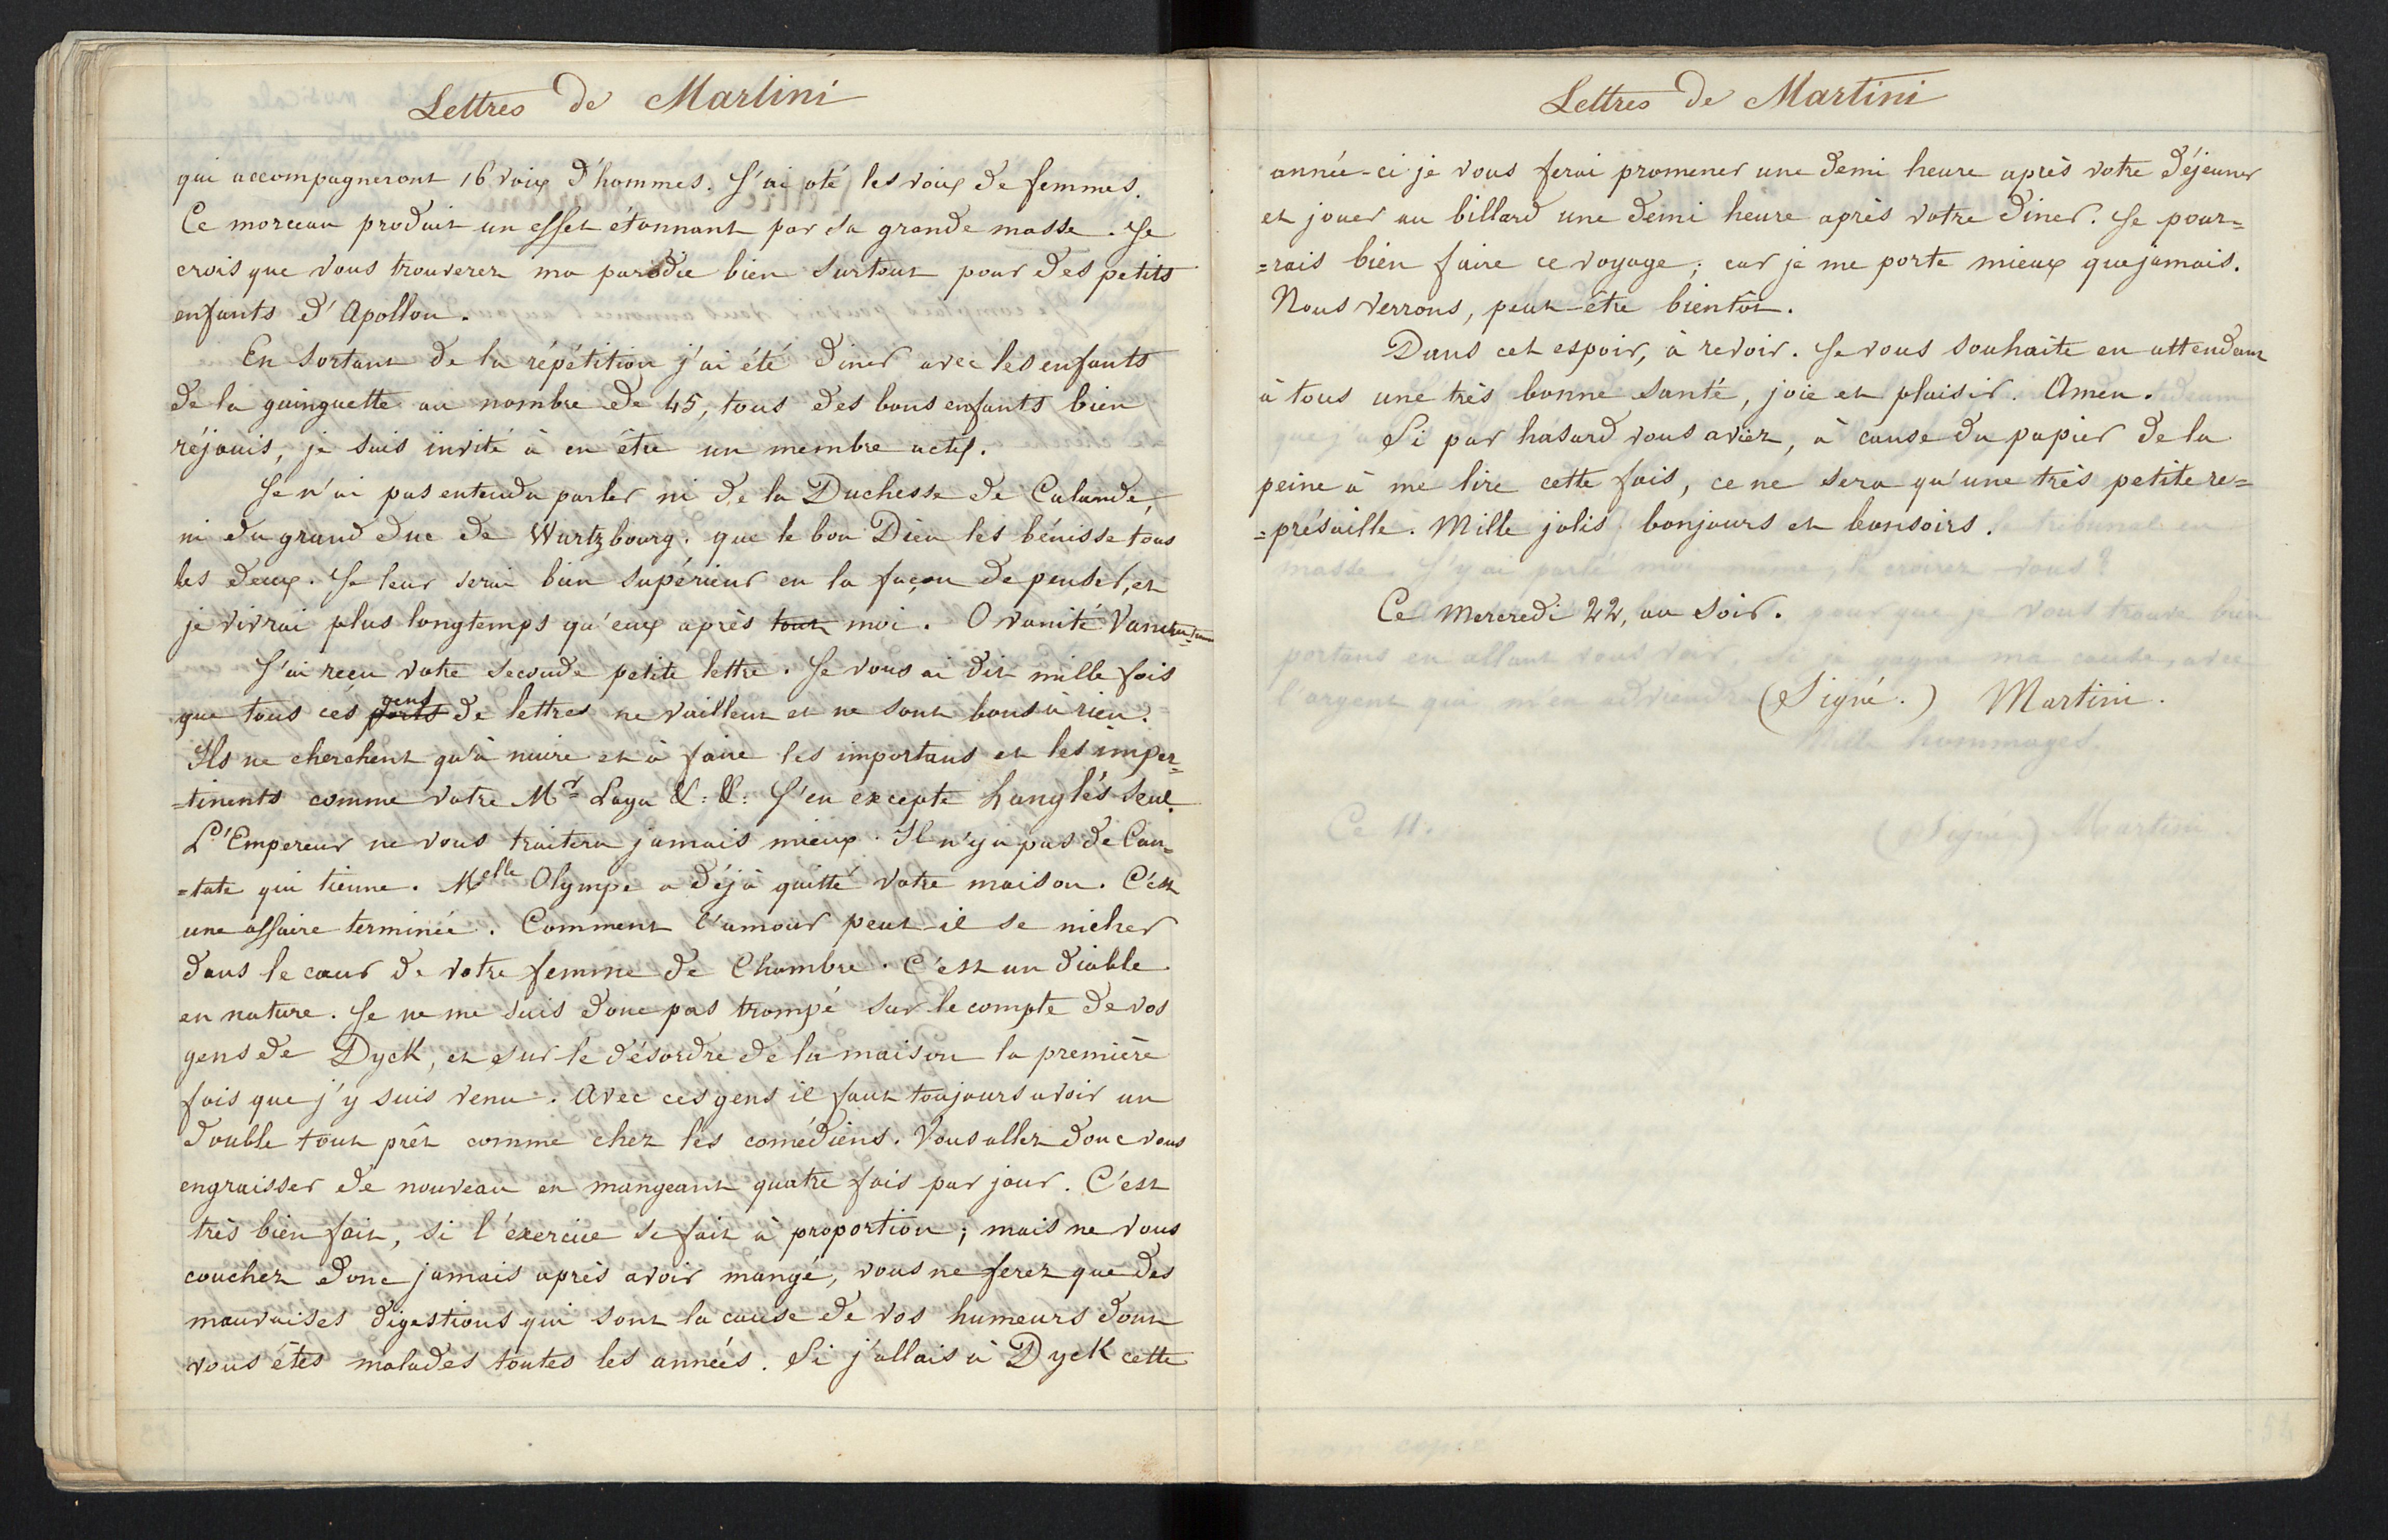 Lettres de Martini
qui accompagneront 16 voix d'hommes. J'ai oté les voix de femmes.
Ce morceau produit un effet étonnant par sa grande masse. Je
crois que vous trouverez ma parodie bien surtout pour des petits
enfants d'Apollon.
En sortant de la répétition j'ai été diner avec les enfants
de la guinguette au nombre de 45, tous des bons enfants bien
réjouis, je suis invité à en être un membre actif.
Je n'ai pas entendu parler ni de la Duchesse de Calande,
ni du grand duc de Wurtzbourg. que le bon Dieu les bénisse tous
les deux. Je leur serai bien supérieur en la façon de penser, et
je vivrai plus longtemps qu'eux après tout moi. O vanité
J'ai reçu votre seconde petite lettre. Je vous ai dit mille fois
que tous ces gens de lettres ne vaillent et ne sont bons à rien.
Ils ne cherchent qu'à nuire et à faire les importans et les imper=
=tinents comme votre Mr Laya &: &: J'en excepte Langlés seul.
L'Empereur ne vous traitera jamais mieux. Il n'y a pas de Can=
=tate qui tienne. Melle Olympe a déjà quitté votre maison. C'est
une affaire terminée. Comment l'amour peut-il se nicher
dans le cœur de votre femme de Chambre. C'est un diable
en nature. Je ne me suis donc pas trompé sur le compte de vos
gens de Dyck, et sur le désordre de la maison la première
fois que j'y suis venu. Avec ces gens il faut toujours avoir un
double tout prêt comme chez les comédiens. Vous allez donc vous
engraisser de nouveau en mangeant quatre fois par jour. C'est
très bien fait, si l'exercice se fait à proportion; mais ne vous
couchez donc jamais après avoir mangé, vous ne ferez que des
mauvaises digestions qui sont la cause de vos humeurs dont
vous êtes malades toutes les années. Si j'allais à Dyck cette
Lettres de Martini
année-ci je vous ferai promener une demi heure après votre déjeuner
et jouer au billard une demi heure après votre diner. Je pour=
=rais bien faire ce voyage; car je me porte mieux que jamais.
Nous verrons, peut-être bientôt.
Dans cet espoir, à revoir. Je vous souhaite en attendant
à tous une très bonne santé, joie et plaisir. Amen.
Si par hasard vous aviez, à cause du papier de la
peine à me lire cette fois, ce ne sera qu'une très petite re=
=présaille. Mille jolis bonjours et bonsoirs.
Ce Mercredi 22, au soir.
(Signé.) Martini.